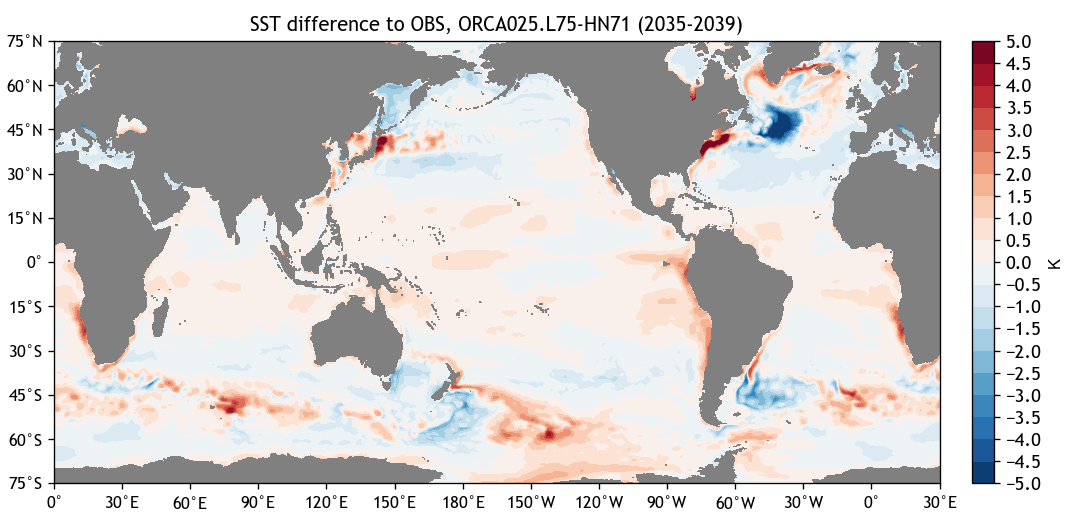 SST difference to OBS, ORCA025.L75-HN71 (2035-2039)
75°N
60°N
45°N
30°N
15°N
0°
15°S
30°S
45°S
60°S
75°S
0° 30°E 60°E 90°E 120°E 150°E 180°E 150°W 120°W 90°W 60°W 30°W 0° 30°E
5.0
4.5
4.0
3.5
3.0
2.5
2.0
1.5
1.0
0.5
0.0
−0.5
−1.0
−1.5
−2.0
−2.5
−3.0
−3.5
−4.0
−4.5
−5.0
K